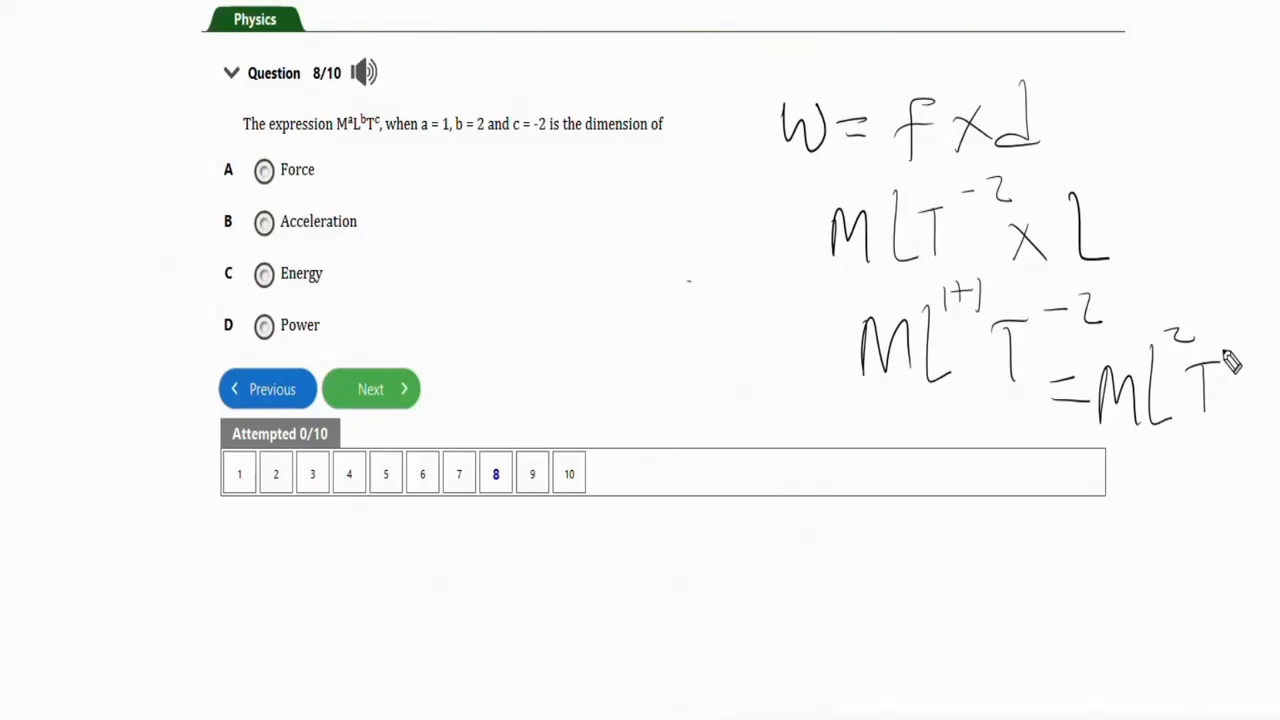 Physics
Question 8/10
The expression MᵃLᵇTᶜ, when a = 1, b = 2 and c = -2 is the dimension of
A Force
B Acceleration
C Energy
D Power
Previous Next
Attempted 0/10
1 2 3 4 5 6 7 8 9 10
W = f x d
MLT⁻² x L
ML¹⁺¹ T⁻²
= ML²T